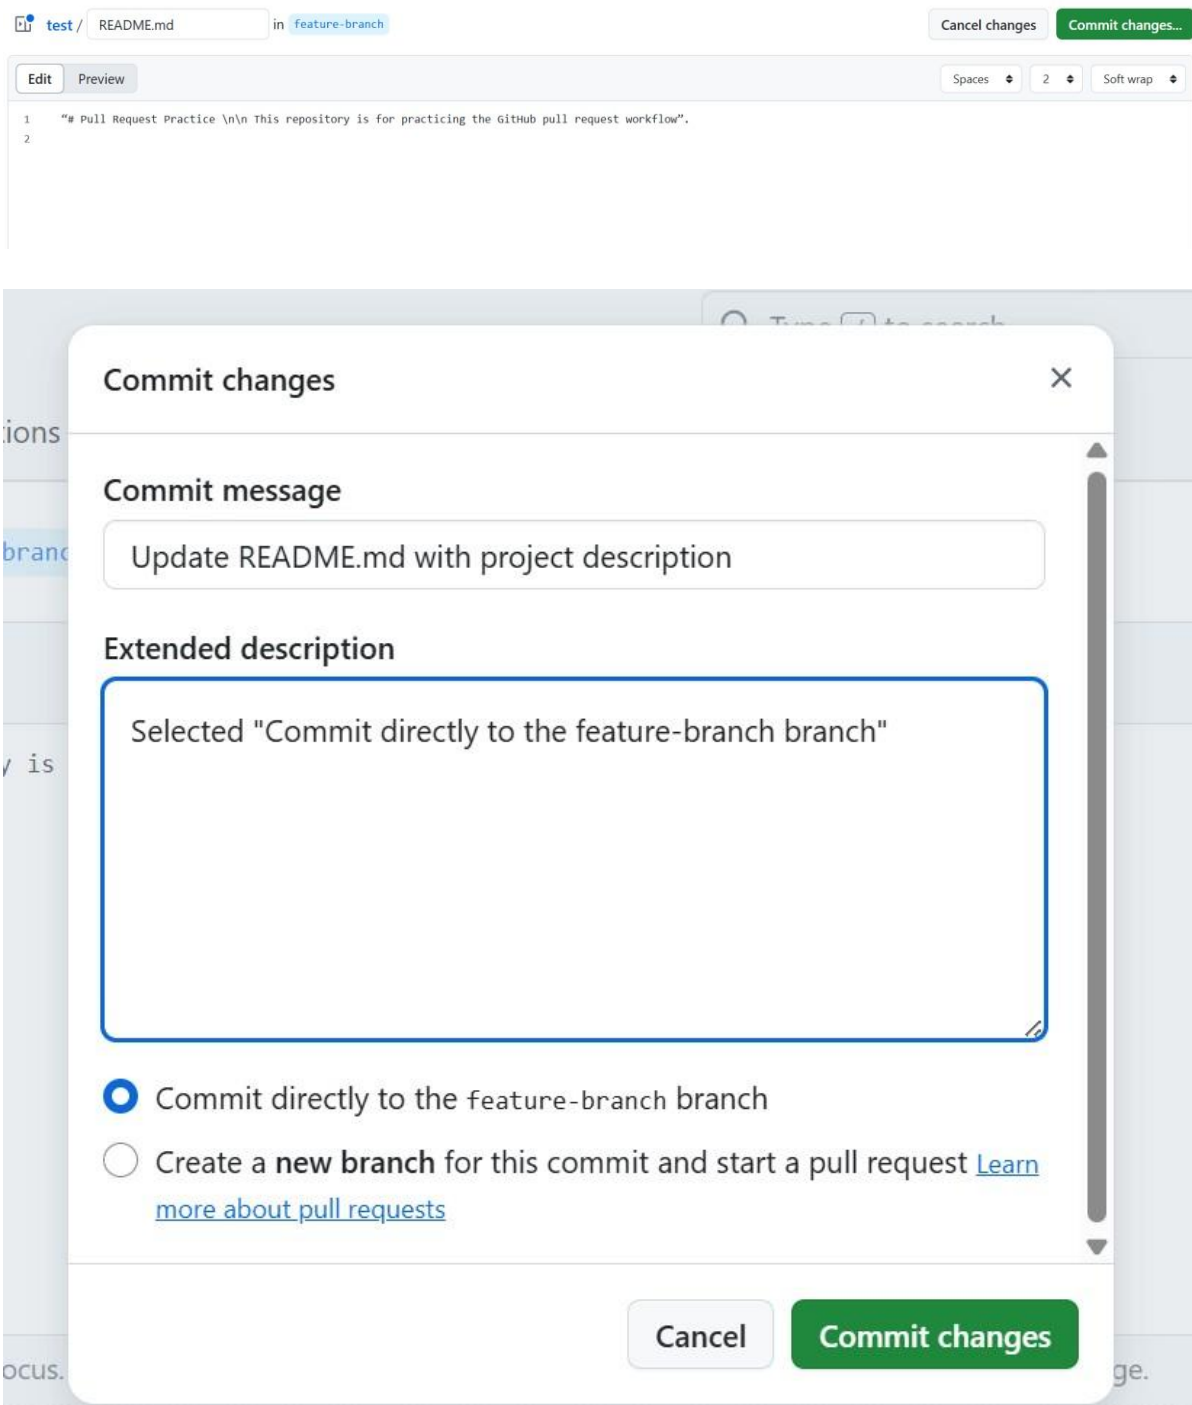 test / README.md in feature-branch Cancel changes Commit changes...
Edit Preview Spaces 2 Soft wrap
1 “# Pull Request Practice \n\n This repository is for practicing the GitHub pull request workflow”.
2
Type / to search
Commit changes
ions
Commit message
branc
Update README.md with project description
Extended description
Selected "Commit directly to the feature-branch branch"
y is
Commit directly to the feature-branch branch
Create a new branch for this commit and start a pull request Learn
more about pull requests
Cancel Commit changes
ocus.
ge.